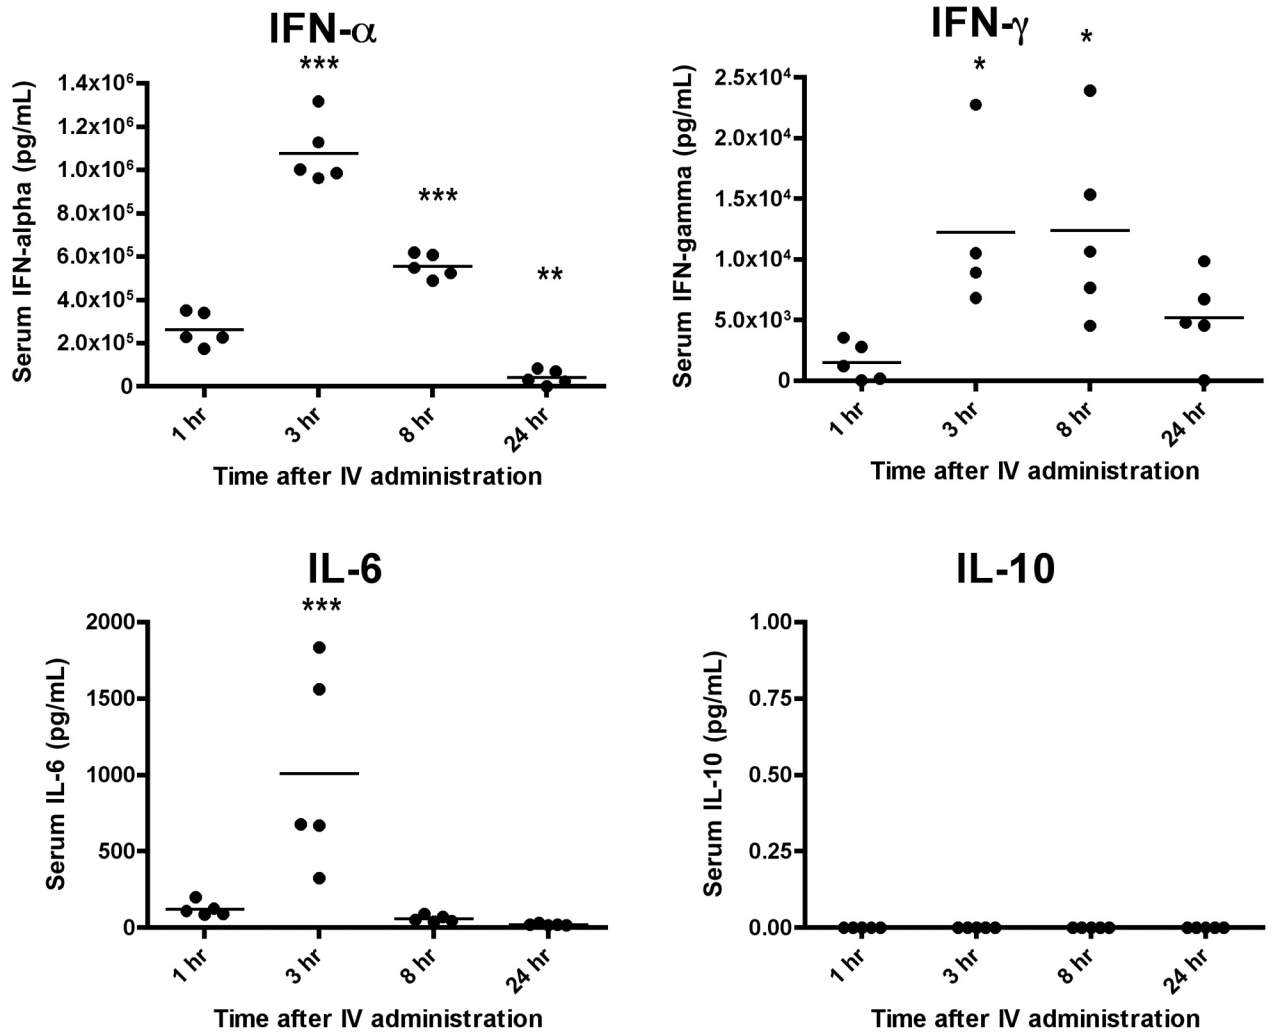 IFN-α
***
1.4x10⁶
1.2x10⁶
1.0x10⁶
8.0x10⁵
6.0x10⁵
4.0x10⁵
2.0x10⁵
0
***
**
Serum IFN-alpha (pg/mL)
1 hr
3 hr
8 hr
24 hr
Time after IV administration
IFN-γ
*
*
2.5x10⁴
2.0x10⁴
1.5x10⁴
1.0x10⁴
5.0x10³
0
Serum IFN-gamma (pg/mL)
1 hr
3 hr
8 hr
24 hr
Time after IV administration
IL-6
***
2000
1500
1000
500
0
Serum IL-6 (pg/mL)
1 hr
3 hr
8 hr
24 hr
Time after IV administration
IL-10
1.00
0.75
0.50
0.25
0.00
Serum IL-10 (pg/mL)
1 hr
3 hr
8 hr
24 hr
Time after IV administration